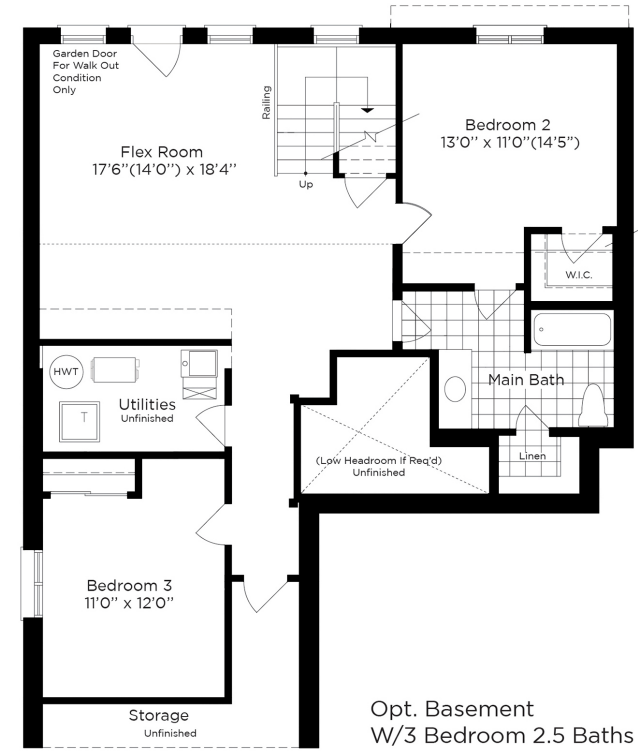 Garden Door
For Walk Out
Condition
Only
Railing
Up
Flex Room
17'6"(14'0") x 18'4"
Bedroom 2
13'0" x 11'0"(14'5")
W.I.C.
HWT
T
Utilities
Unfinished
Main Bath
Linen
(Low Headroom If Req'd)
Unfinished
Bedroom 3
11'0" x 12'0"
Storage
Unfinished
Opt. Basement
W/3 Bedroom 2.5 Baths